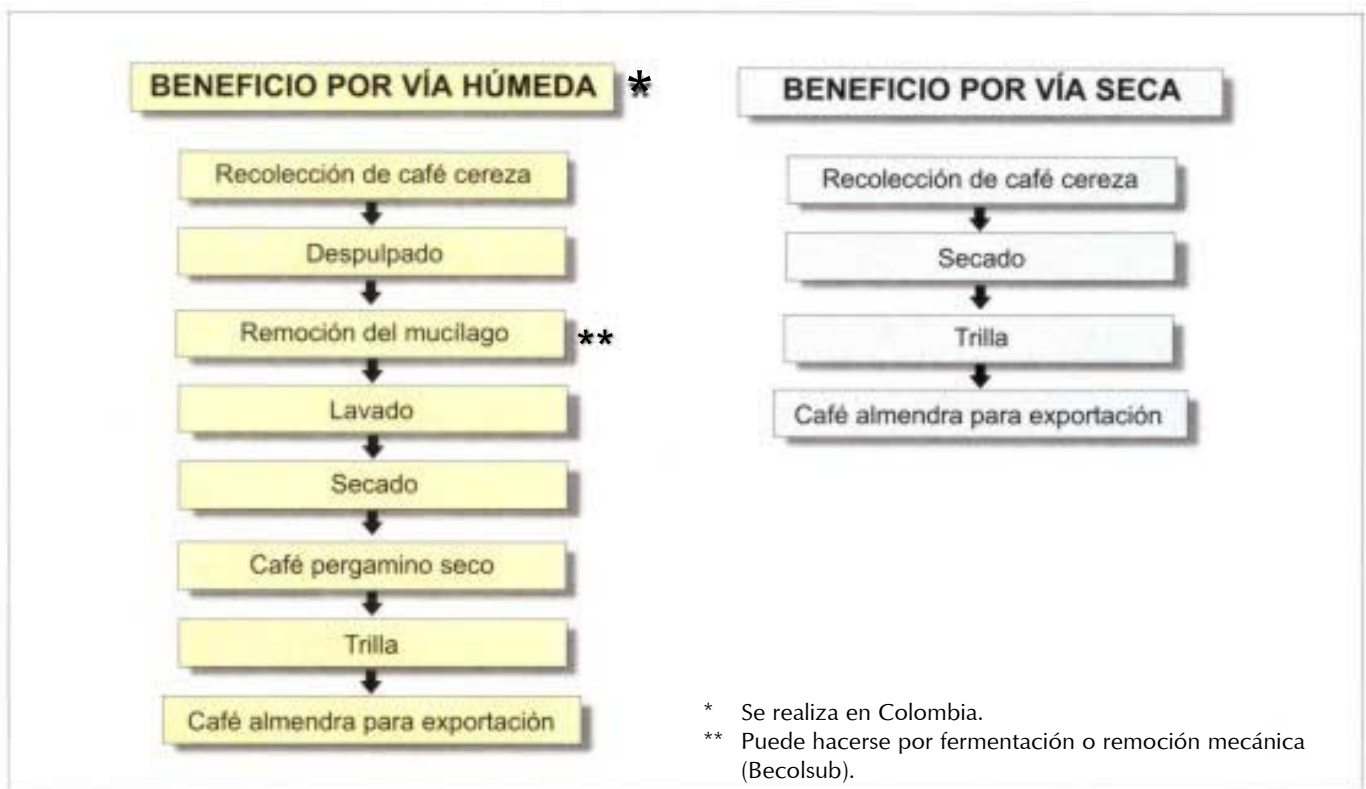 BENEFICIO POR VÍA HÚMEDA *
Recolección de café cereza
Despulpado
Remoción del mucílago **
Lavado
Secado
Café pergamino seco
Trilla
Café almendra para exportación
BENEFICIO POR VÍA SECA
Recolección de café cereza
Secado
Trilla
Café almendra para exportación
* Se realiza en Colombia.
** Puede hacerse por fermentación o remoción mecánica
(Becolsub).